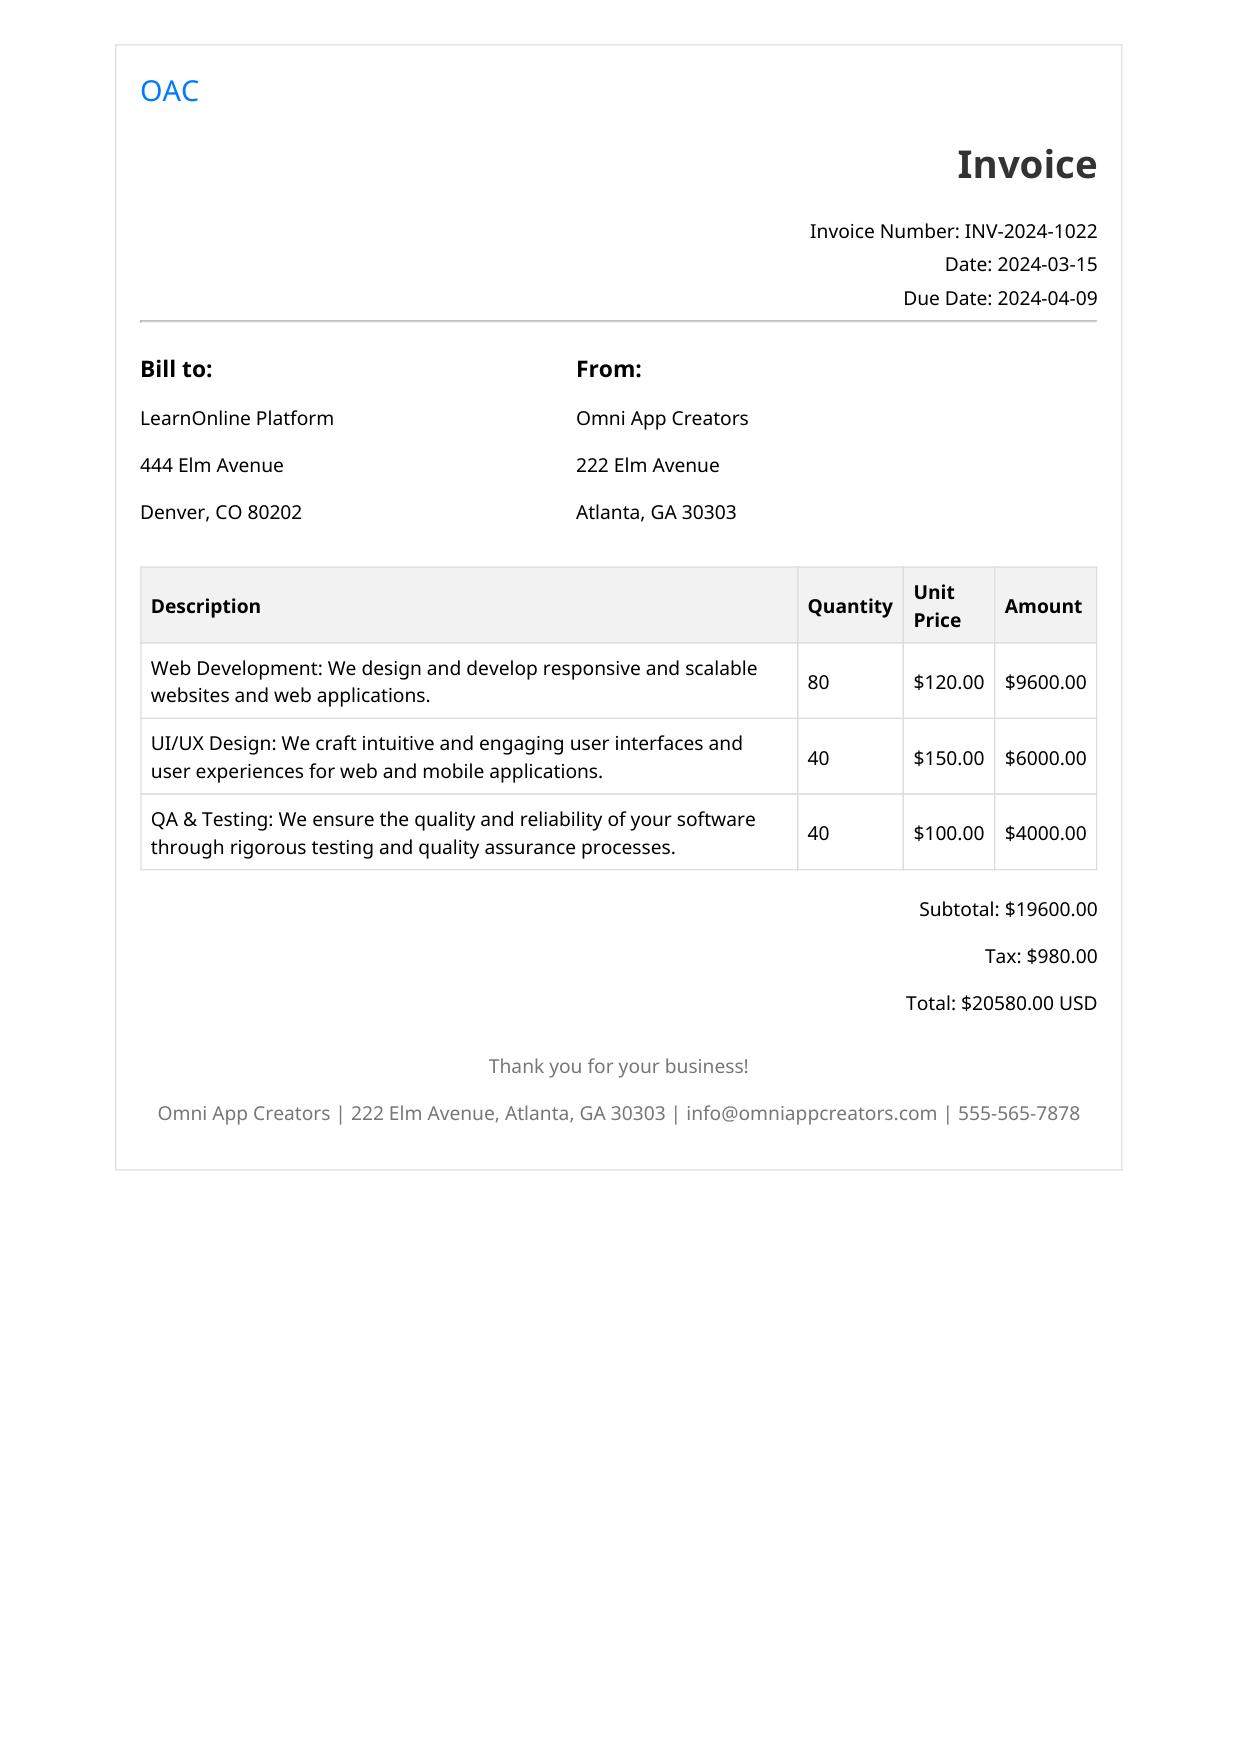 OAC
Invoice
Invoice Number: INV-2024-1022
Date: 2024-03-15
Due Date: 2024-04-09
Bill to:
LearnOnline Platform
444 Elm Avenue
Denver, CO 80202
From:
Omni App Creators
222 Elm Avenue
Atlanta, GA 30303
Description Quantity Unit Price Amount
Web Development: We design and develop responsive and scalable
websites and web applications.
80 $120.00 $9600.00
UI/UX Design: We craft intuitive and engaging user interfaces and
user experiences for web and mobile applications.
40 $150.00 $6000.00
QA & Testing: We ensure the quality and reliability of your software
through rigorous testing and quality assurance processes.
40 $100.00 $4000.00
Subtotal: $19600.00
Tax: $980.00
Total: $20580.00 USD
Thank you for your business!
Omni App Creators | 222 Elm Avenue, Atlanta, GA 30303 | info@omniappcreators.com | 555-565-7878